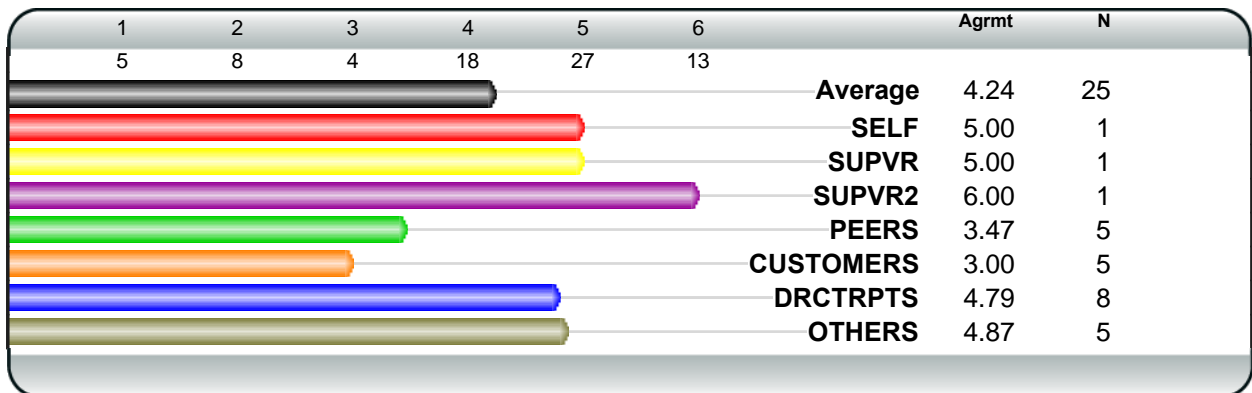 1 2 3 4 5 6 Agrmt N
5 8 4 18 27 13
Average 4.24 25
SELF 5.00 1
SUPVR 5.00 1
SUPVR2 6.00 1
PEERS 3.47 5
CUSTOMERS 3.00 5
DRCTRPTS 4.79 8
OTHERS 4.87 5